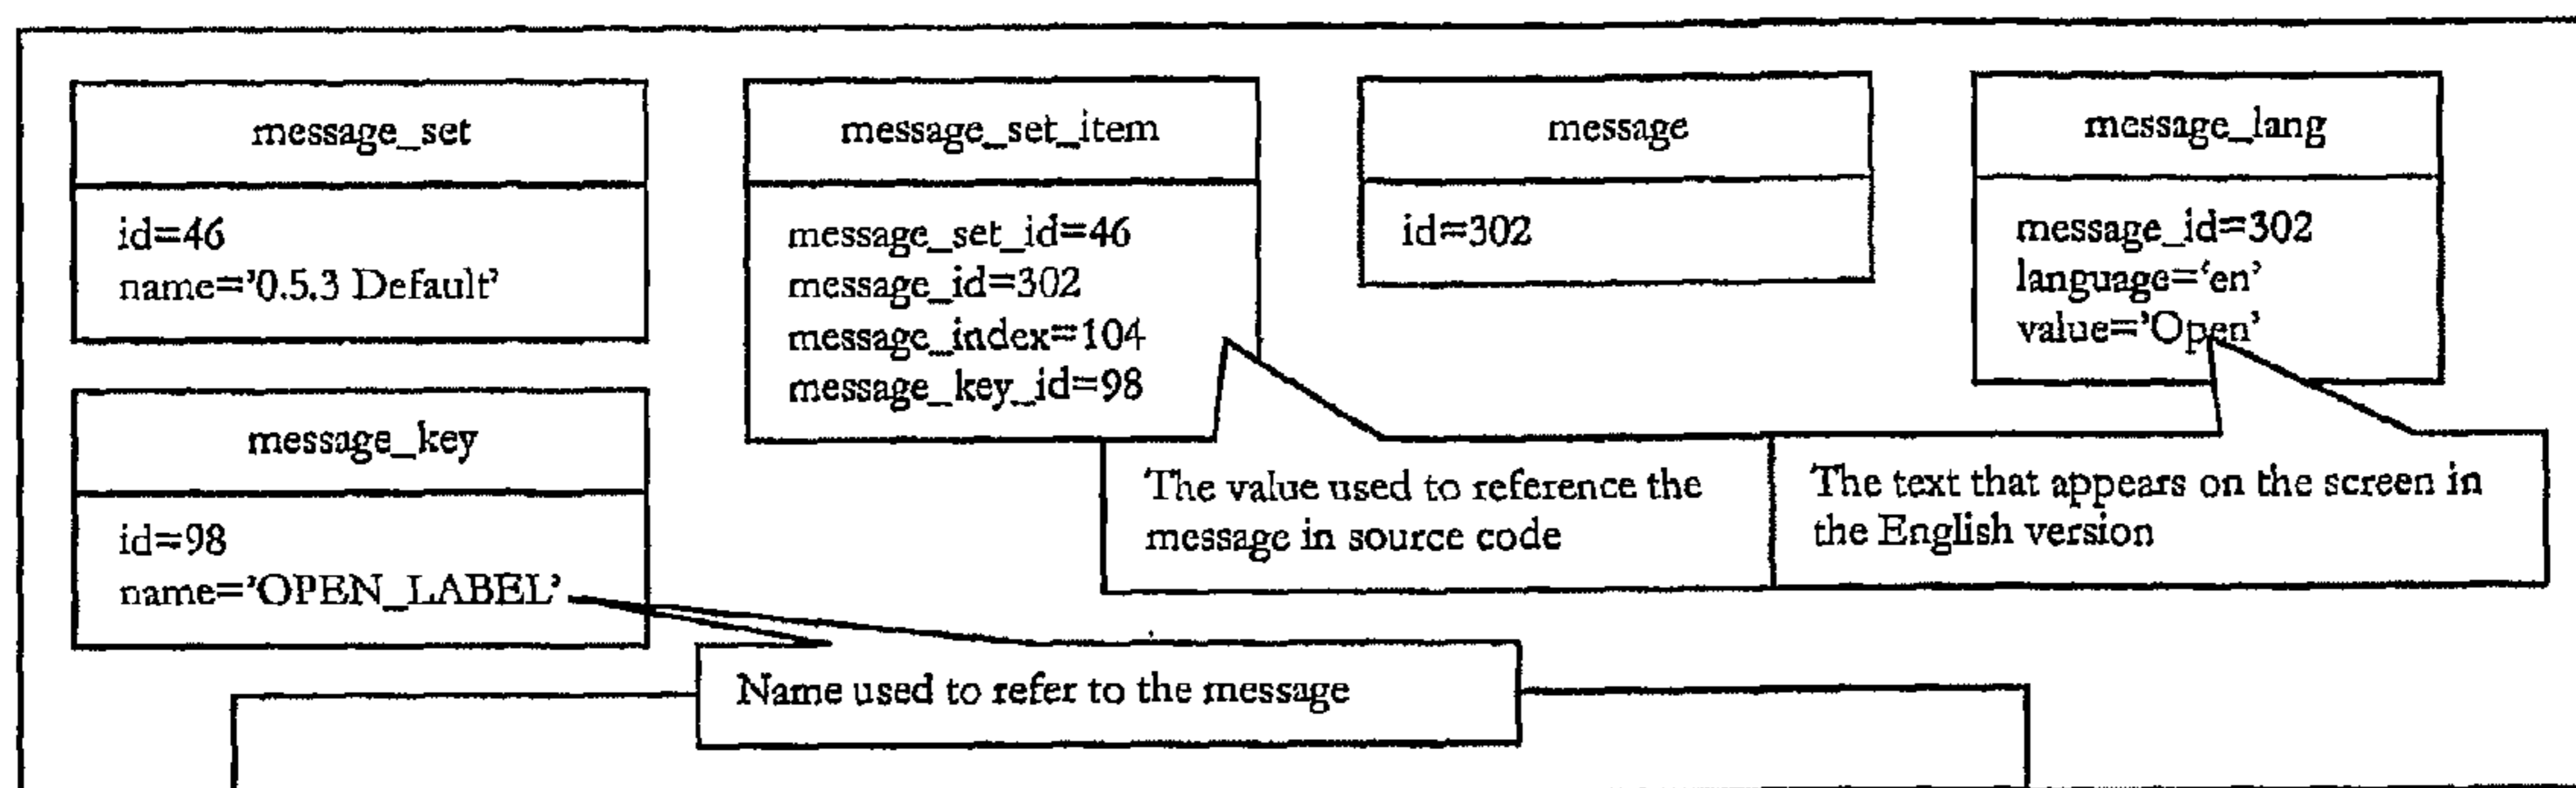 message_set
id=46
name='0.5.3 Default'
message_set_item
message_set_id=46
message_id=302
message_index=104
message_key_id=98
message
id=302
message_lang
message_id=302
language='en'
value='Open'
message_key
id=98
name='OPEN_LABEL'
The value used to reference the
message in source code
The text that appears on the screen in
the English version
Name used to refer to the message